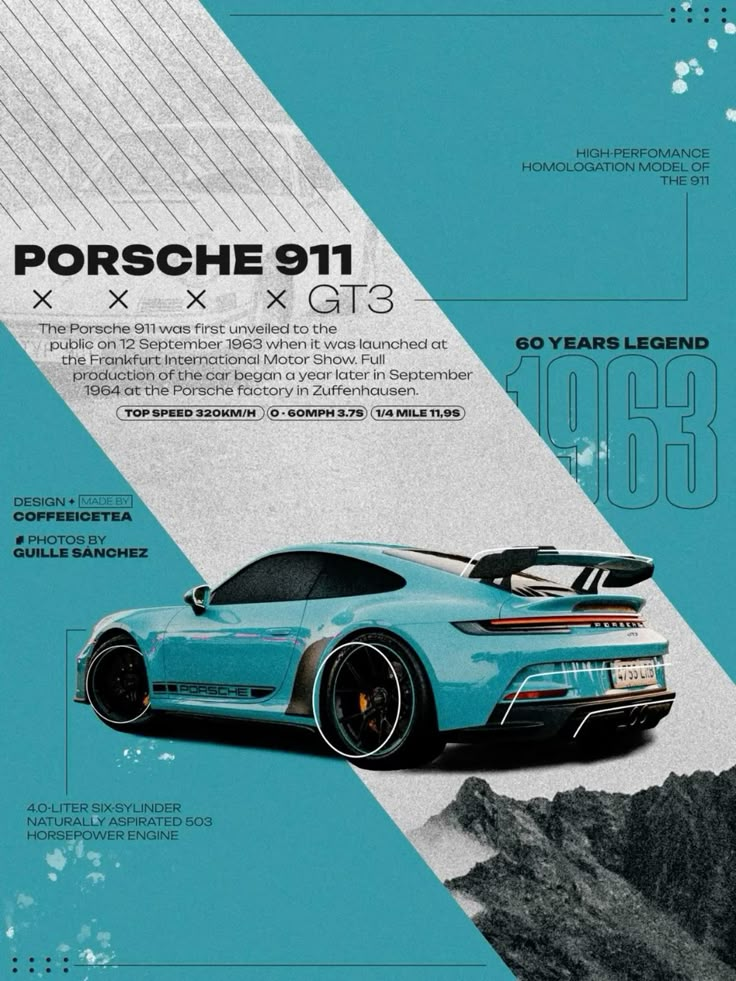 HIGH-PERFOMANCE
HOMOLOGATION MODEL OF
THE 911
PORSCHE 911
GT3
The Porsche 911 was first unveiled to the
public on 12 September 1963 when it was launched at
the Frankfurt International Motor Show. Full
production of the car began a year later in September
1964 at the Porsche factory in Zuffenhausen.
TOP SPEED 320KM/H
0 - 60MPH 3.7S
1/4 MILE 11,9S
60 YEARS LEGEND
1963
DESIGN + MADE BY
COFFEEICETEA
PHOTOS BY
GUILLE SÁNCHEZ
PORSCHE
PORSCHE
4.0-LITER SIX-SYLINDER
NATURALLY ASPIRATED 503
HORSEPOWER ENGINE